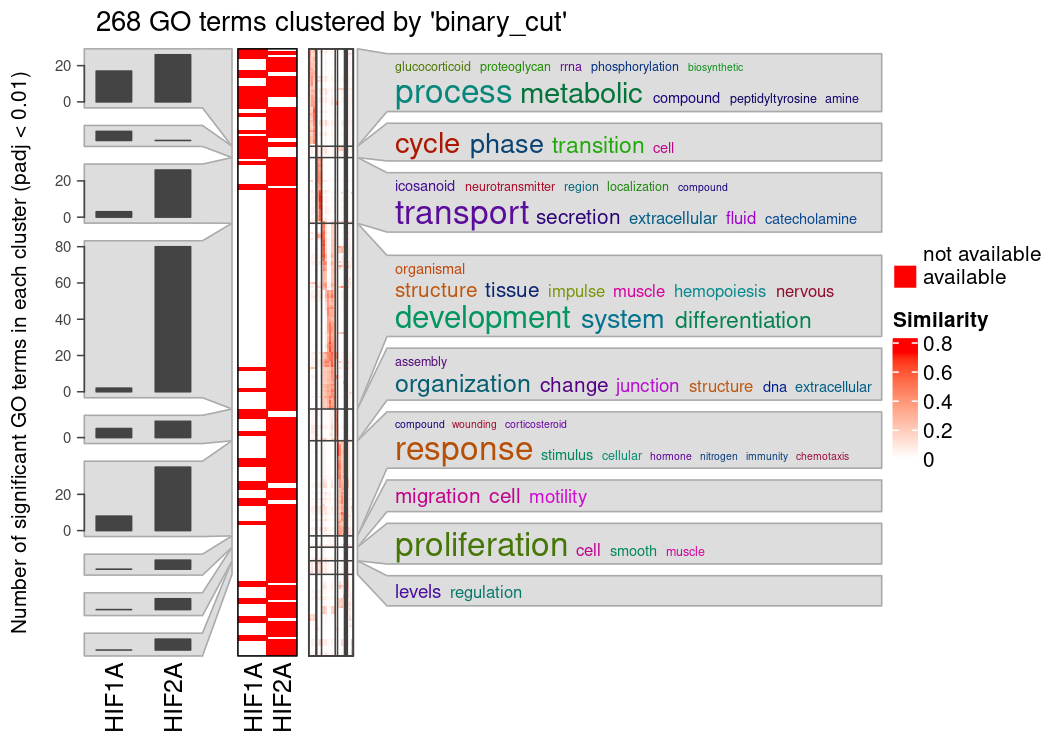 268 GO terms clustered by 'binary_cut'
Number of significant GO terms in each cluster (padj < 0.01)
20
0
20
0
80
60
40
20
0
0
20
0
HIF1A
HIF2A
HIF1A
HIF2A
glucocorticoid proteoglycan rrna phosphorylation biosynthetic
process metabolic compound peptidyltyrosine amine
cycle phase transition cell
icosanoid neurotransmitter region localization compound
transport secretion extracellular fluid catecholamine
organismal
structure tissue impulse muscle hemopoiesis nervous
development system differentiation
assembly
organization change junction structure dna extracellular
compound wounding corticosteroid
response stimulus cellular hormone nitrogen immunity chemotaxis
migration cell motility
proliferation cell smooth muscle
levels regulation
not available
available
Similarity
0.8
0.6
0.4
0.2
0